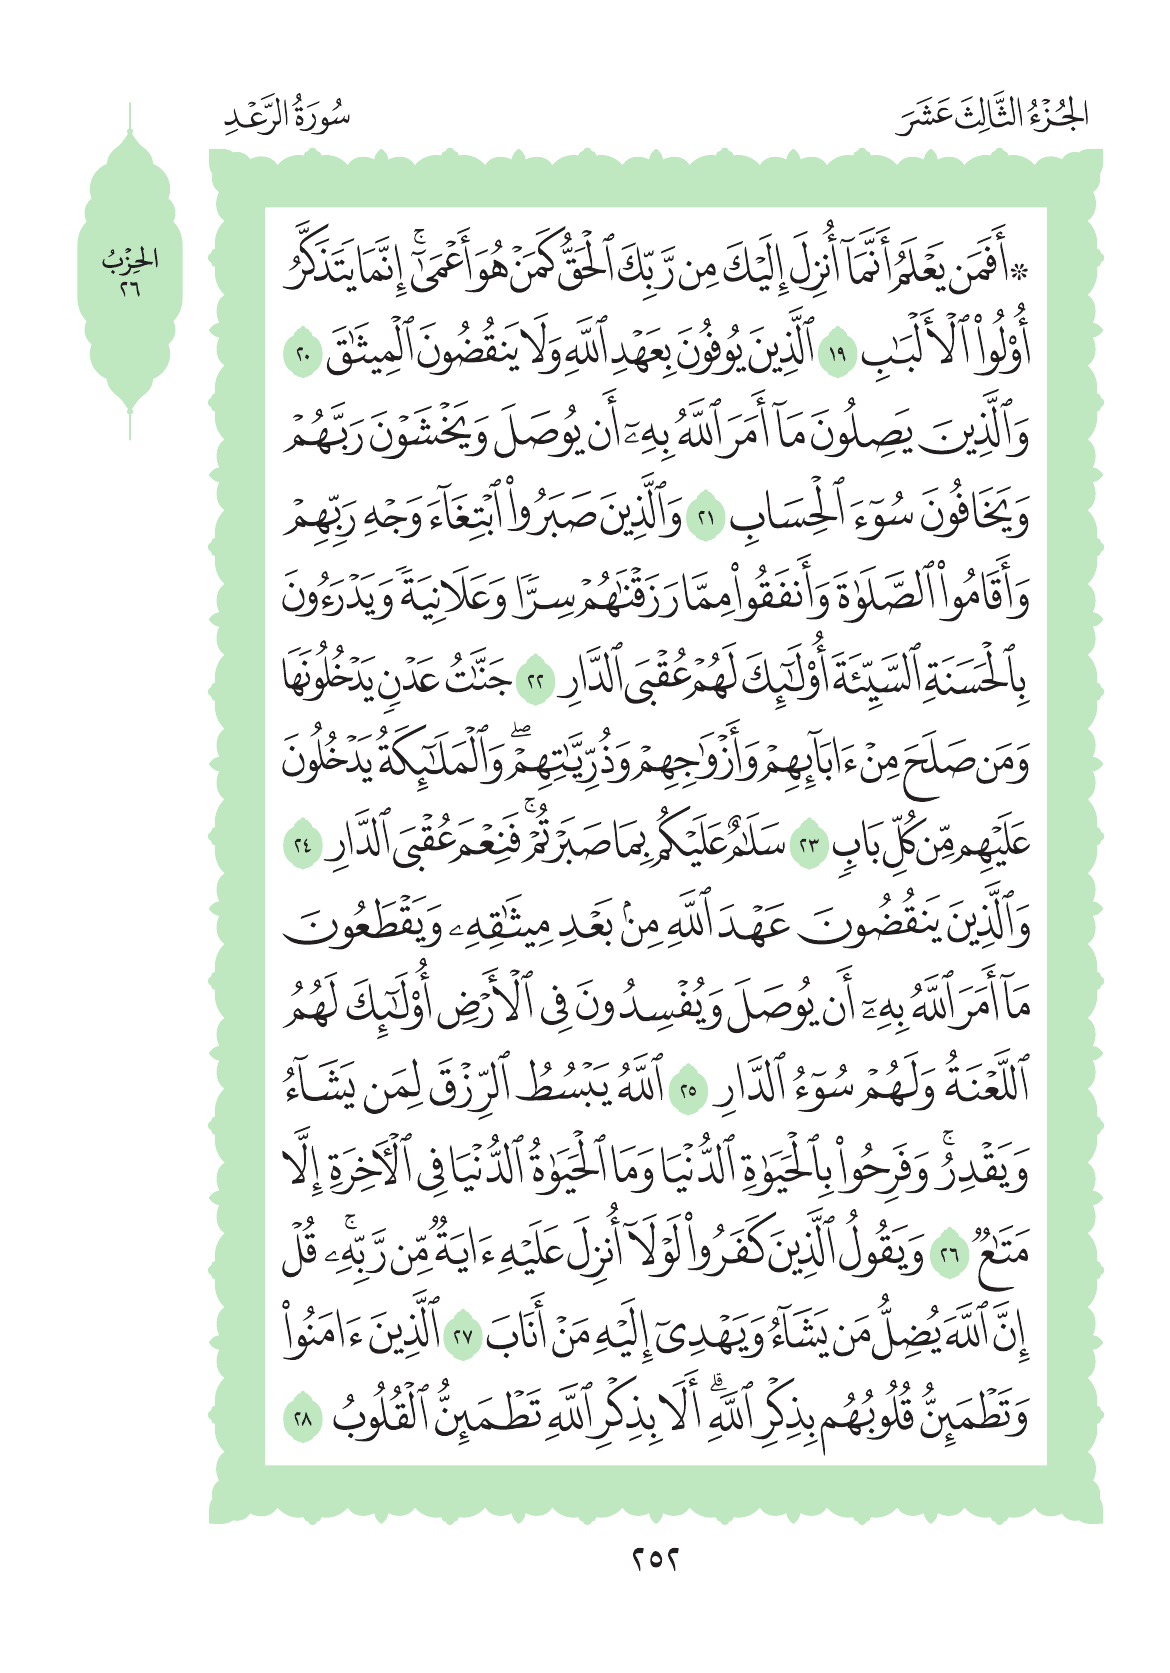 الجُزْءُ الثَّالِثَ عَشَرَ
سُورَةُ الرَّعْدِ
الحِزْبُ
٢٦
۞ أَفَمَن يَعْلَمُ أَنَّمَآ أُنزِلَ إِلَيْكَ مِن رَّبِّكَ ٱلْحَقُّ كَمَنْ هُوَ أَعْمَىٰٓۚ إِنَّمَا يَتَذَكَّرُ
أُوْلُواْ ٱلْأَلْبَٰبِ ١٩ ٱلَّذِينَ يُوفُونَ بِعَهْدِ ٱللَّهِ وَلَا يَنقُضُونَ ٱلْمِيثَٰقَ ٢٠
وَٱلَّذِينَ يَصِلُونَ مَآ أَمَرَ ٱللَّهُ بِهِۦٓ أَن يُوصَلَ وَيَخْشَوْنَ رَبَّهُمْ
وَيَخَافُونَ سُوٓءَ ٱلْحِسَابِ ٢١ وَٱلَّذِينَ صَبَرُواْ ٱبْتِغَآءَ وَجْهِ رَبِّهِمْ
وَأَقَامُواْ ٱلصَّلَوٰةَ وَأَنفَقُواْ مِمَّا رَزَقْنَٰهُمْ سِرًّا وَعَلَانِيَةً وَيَدْرَءُونَ
بِٱلْحَسَنَةِ ٱلسَّيِّئَةَ أُوْلَٰٓئِكَ لَهُمْ عُقْبَى ٱلدَّارِ ٢٢ جَنَّٰتُ عَدْنٍ يَدْخُلُونَهَا
وَمَن صَلَحَ مِنْ ءَابَآئِهِمْ وَأَزْوَٰجِهِمْ وَذُرِّيَّٰتِهِمْۖ وَٱلْمَلَٰٓئِكَةُ يَدْخُلُونَ
عَلَيْهِم مِّن كُلِّ بَابٍ ٢٣ سَلَٰمٌ عَلَيْكُم بِمَا صَبَرْتُمْۚ فَنِعْمَ عُقْبَى ٱلدَّارِ ٢٤
وَٱلَّذِينَ يَنقُضُونَ عَهْدَ ٱللَّهِ مِنۢ بَعْدِ مِيثَٰقِهِۦ وَيَقْطَعُونَ
مَآ أَمَرَ ٱللَّهُ بِهِۦٓ أَن يُوصَلَ وَيُفْسِدُونَ فِى ٱلْأَرْضِ أُوْلَٰٓئِكَ لَهُمُ
ٱللَّعْنَةُ وَلَهُمْ سُوٓءُ ٱلدَّارِ ٢٥ ٱللَّهُ يَبْسُطُ ٱلرِّزْقَ لِمَن يَشَآءُ
وَيَقْدِرُۚ وَفَرِحُواْ بِٱلْحَيَوٰةِ ٱلدُّنْيَا وَمَا ٱلْحَيَوٰةُ ٱلدُّنْيَا فِى ٱلْأَخِرَةِ إِلَّا
مَتَٰعٌ ٢٦ وَيَقُولُ ٱلَّذِينَ كَفَرُواْ لَوْلَآ أُنزِلَ عَلَيْهِ ءَايَةٌ مِّن رَّبِّهِۦۚ قُلْ
إِنَّ ٱللَّهَ يُضِلُّ مَن يَشَآءُ وَيَهْدِىٓ إِلَيْهِ مَنْ أَنَابَ ٢٧ ٱلَّذِينَ ءَامَنُواْ
وَتَطْمَئِنُّ قُلُوبُهُم بِذِكْرِ ٱللَّهِۗ أَلَا بِذِكْرِ ٱللَّهِ تَطْمَئِنُّ ٱلْقُلُوبُ ٢٨
٢٥٢